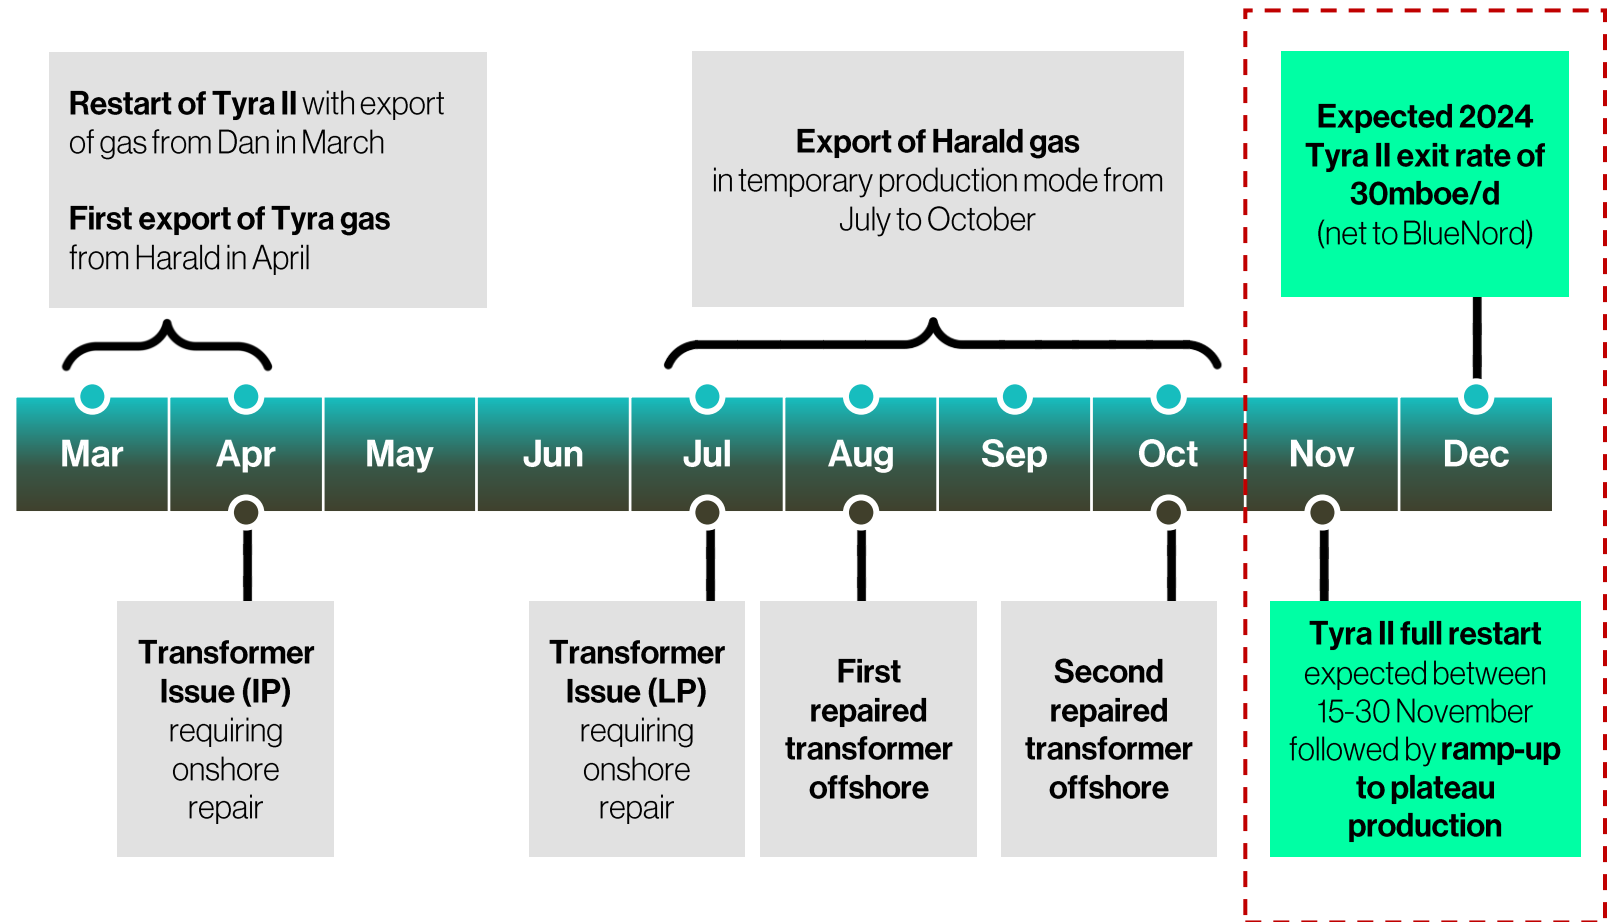 Restart of Tyra II with export
of gas from Dan in March
First export of Tyra gas
from Harald in April
Export of Harald gas
in temporary production mode from
July to October
Expected 2024
Tyra II exit rate of
30mboe/d
(net to BlueNord)
Mar
Apr
May
Jun
Jul
Aug
Sep
Oct
Nov
Dec
Transformer
Issue (IP)
requiring
onshore
repair
Transformer
Issue (LP)
requiring
onshore
repair
First
repaired
transformer
offshore
Second
repaired
transformer
offshore
Tyra II full restart
expected between
15-30 November
followed by ramp-up
to plateau
production